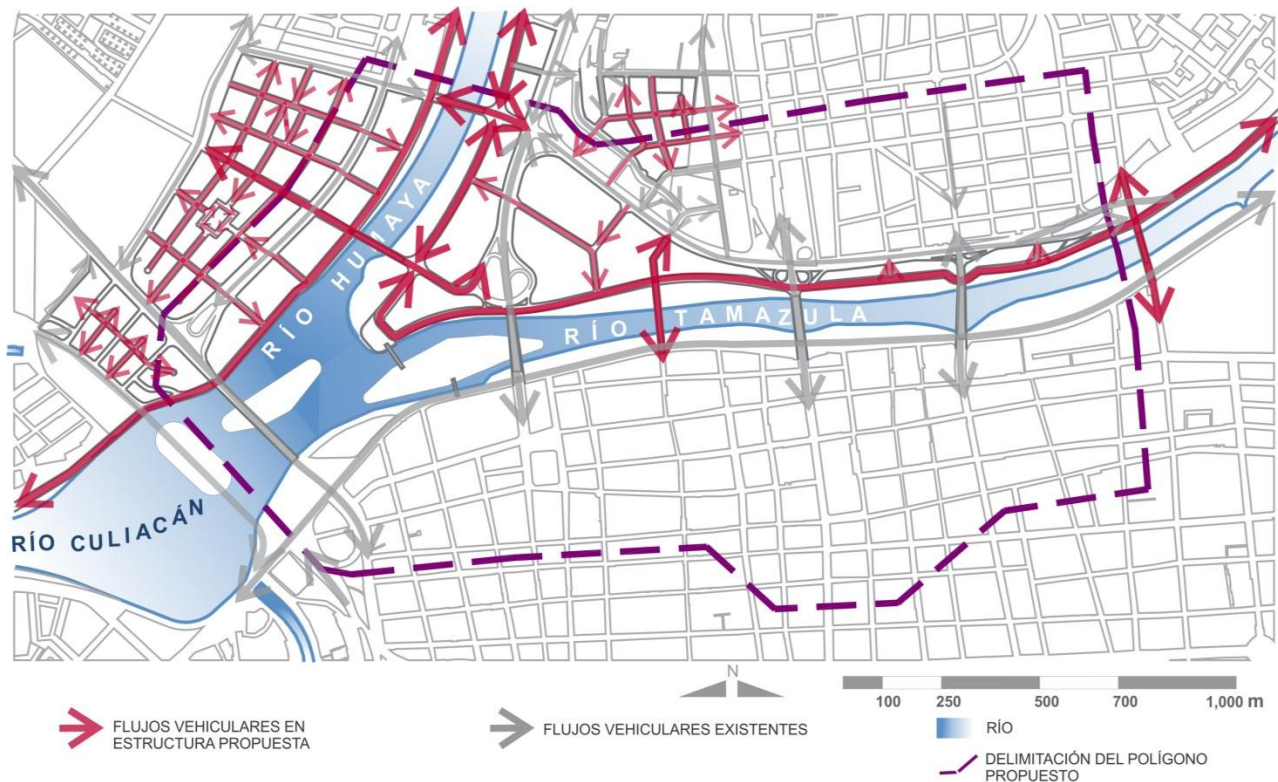 RÍO HUMAYA
RÍO TAMAZULA
RÍO CULIACÁN
N
100 250 500 700 1,000 m
FLUJOS VEHICULARES EN
ESTRUCTURA PROPUESTA
FLUJOS VEHICULARES EXISTENTES
RÍO
DELIMITACIÓN DEL POLÍGONO
PROPUESTO